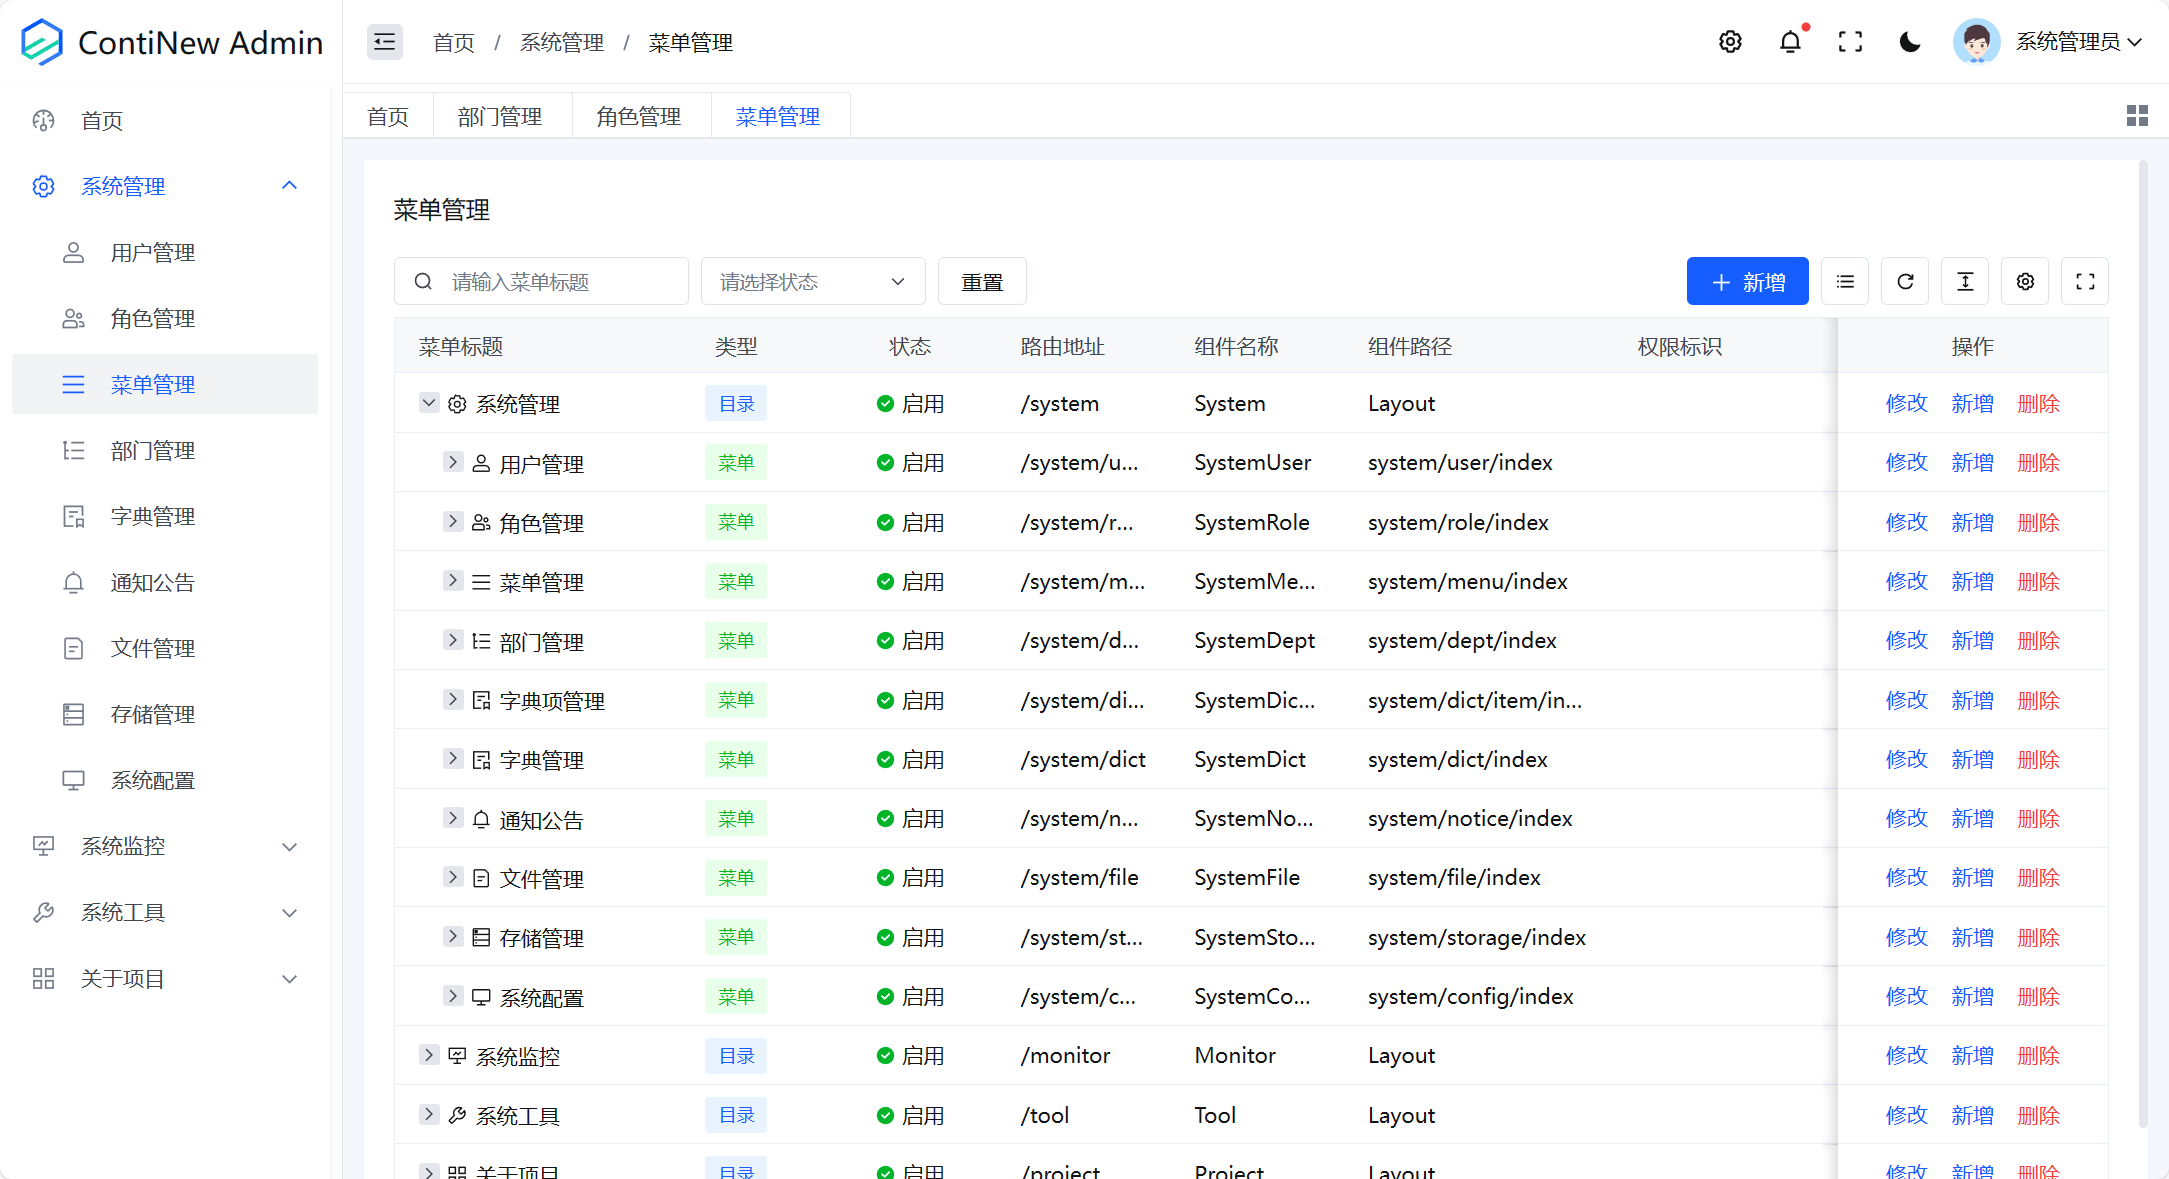 ContiNew Admin
首页 / 系统管理 / 菜单管理
系统管理员
首页
系统管理
用户管理
角色管理
菜单管理
部门管理
字典管理
通知公告
文件管理
存储管理
系统配置
系统监控
系统工具
关于项目
首页 部门管理 角色管理 菜单管理
菜单管理
请输入菜单标题 请选择状态 重置 新增
菜单标题 类型 状态 路由地址 组件名称 组件路径 权限标识 操作
系统管理 目录 启用 /system System Layout 修改 新增 删除
用户管理 菜单 启用 /system/u... SystemUser system/user/index 修改 新增 删除
角色管理 菜单 启用 /system/r... SystemRole system/role/index 修改 新增 删除
菜单管理 菜单 启用 /system/m... SystemMe... system/menu/index 修改 新增 删除
部门管理 菜单 启用 /system/d... SystemDept system/dept/index 修改 新增 删除
字典项管理 菜单 启用 /system/di... SystemDic... system/dict/item/in... 修改 新增 删除
字典管理 菜单 启用 /system/dict SystemDict system/dict/index 修改 新增 删除
通知公告 菜单 启用 /system/n... SystemNo... system/notice/index 修改 新增 删除
文件管理 菜单 启用 /system/file SystemFile system/file/index 修改 新增 删除
存储管理 菜单 启用 /system/st... SystemSto... system/storage/index 修改 新增 删除
系统配置 菜单 启用 /system/c... SystemCo... system/config/index 修改 新增 删除
系统监控 目录 启用 /monitor Monitor Layout 修改 新增 删除
系统工具 目录 启用 /tool Tool Layout 修改 新增 删除
关于项目 目录 启用 /project Project Layout 修改 新增 删除